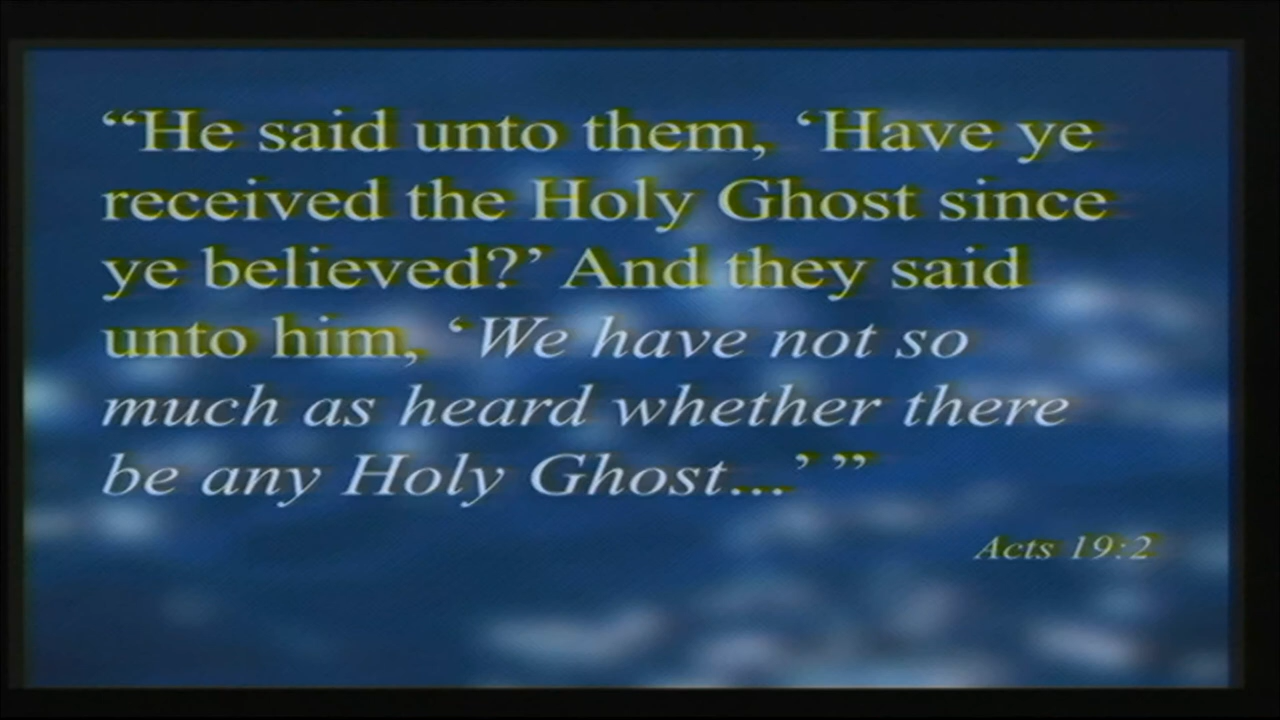 “He said unto them, ‘Have ye
received the Holy Ghost since
ye believed?’ And they said
unto him, ‘We have not so
much as heard whether there
be any Holy Ghost...’ ”
Acts 19:2